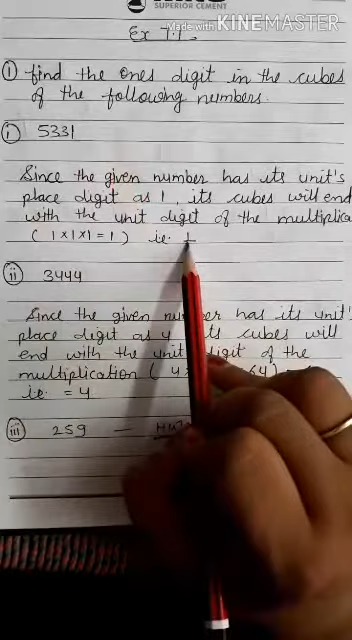 SUPERIOR CEMENT
Made with KINEMASTER
Ex 7.1.
① find the ones digit in the cubes
of the following numbers.
i) 5331
Since the given number has its unit's
place digit as 1, its cubes will end
with the unit digit of the multiplica
( 1×1×1=1 ) i.e. 1
ii 3444
Since the given number has its unit's
place digit as 4 its cubes will
end with the unit digit of the
multiplication ( 4× 64)
i.e. = 4
iii 259 —